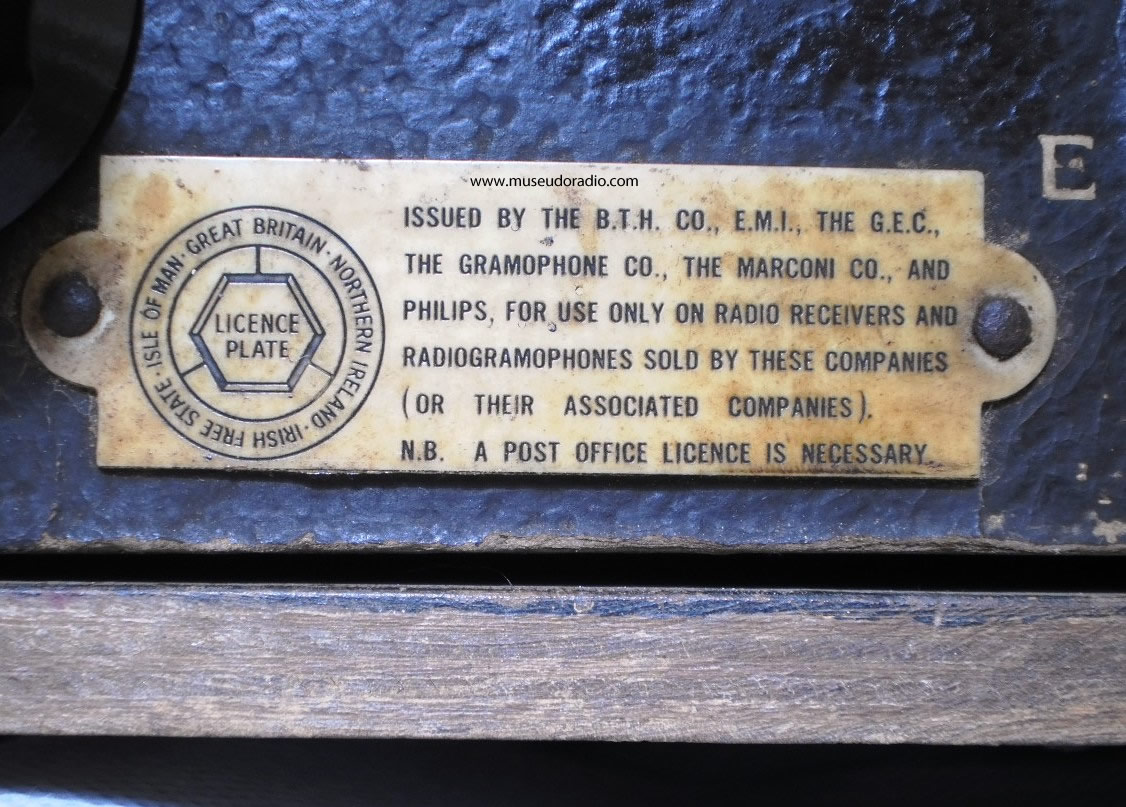 www.museudoradio.com
E
GREAT BRITAIN · NORTHERN IRELAND · IRISH FREE STATE · ISLE OF MAN ·
LICENCE
PLATE
ISSUED BY THE B.T.H. CO., E.M.I., THE G.E.C.,
THE GRAMOPHONE CO., THE MARCONI CO., AND
PHILIPS, FOR USE ONLY ON RADIO RECEIVERS AND
RADIOGRAMOPHONES SOLD BY THESE COMPANIES
(OR THEIR ASSOCIATED COMPANIES).
N.B. A POST OFFICE LICENCE IS NECESSARY.